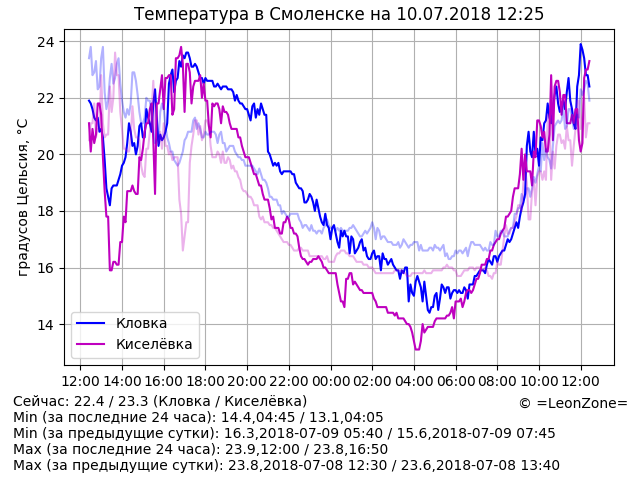 Температура в Смоленске на 10.07.2018 12:25
градусов Цельсия, °C
24
22
20
18
16
14
Кловка
Киселёвка
12:00 14:00 16:00 18:00 20:00 22:00 00:00 02:00 04:00 06:00 08:00 10:00 12:00
Сейчас: 22.4 / 23.3 (Кловка / Киселёвка)
© =LeonZone=
Min (за последние 24 часа): 14.4,04:45 / 13.1,04:05
Min (за предыдущие сутки): 16.3,2018-07-09 05:40 / 15.6,2018-07-09 07:45
Max (за последние 24 часа): 23.9,12:00 / 23.8,16:50
Max (за предыдущие сутки): 23.8,2018-07-08 12:30 / 23.6,2018-07-08 13:40